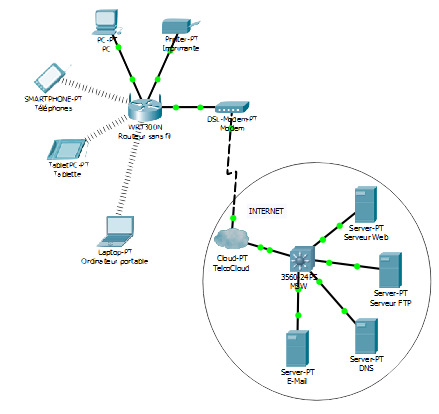 PC-PT
PC
Printer-PT
Imprimante
SMARTPHONE-PT
Téléphones
WRT300N
Routeur sans fil
DSL-Modem-PT
Modem
TabletPC-PT
Tablette
Laptop-PT
Ordinateur portable
INTERNET
Server-PT
Serveur Web
Cloud-PT
TelcoCloud
3560-24PS
MSW
Server-PT
Serveur FTP
Server-PT
DNS
Server-PT
E-Mail